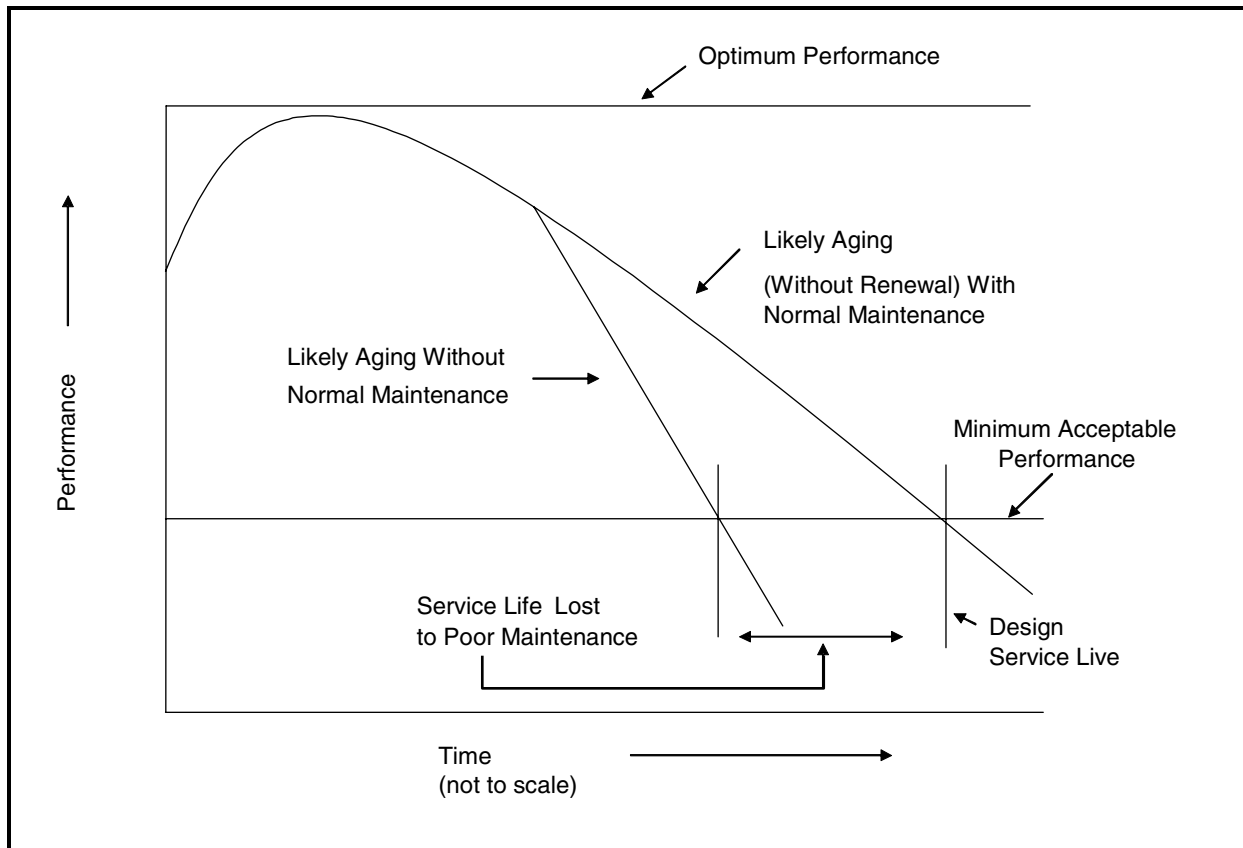 Optimum Performance
Likely Aging
(Without Renewal) With
Normal Maintenance
Likely Aging Without
Normal Maintenance
Minimum Acceptable
Performance
Performance
Service Life Lost
to Poor Maintenance
Design
Service Live
Time
(not to scale)